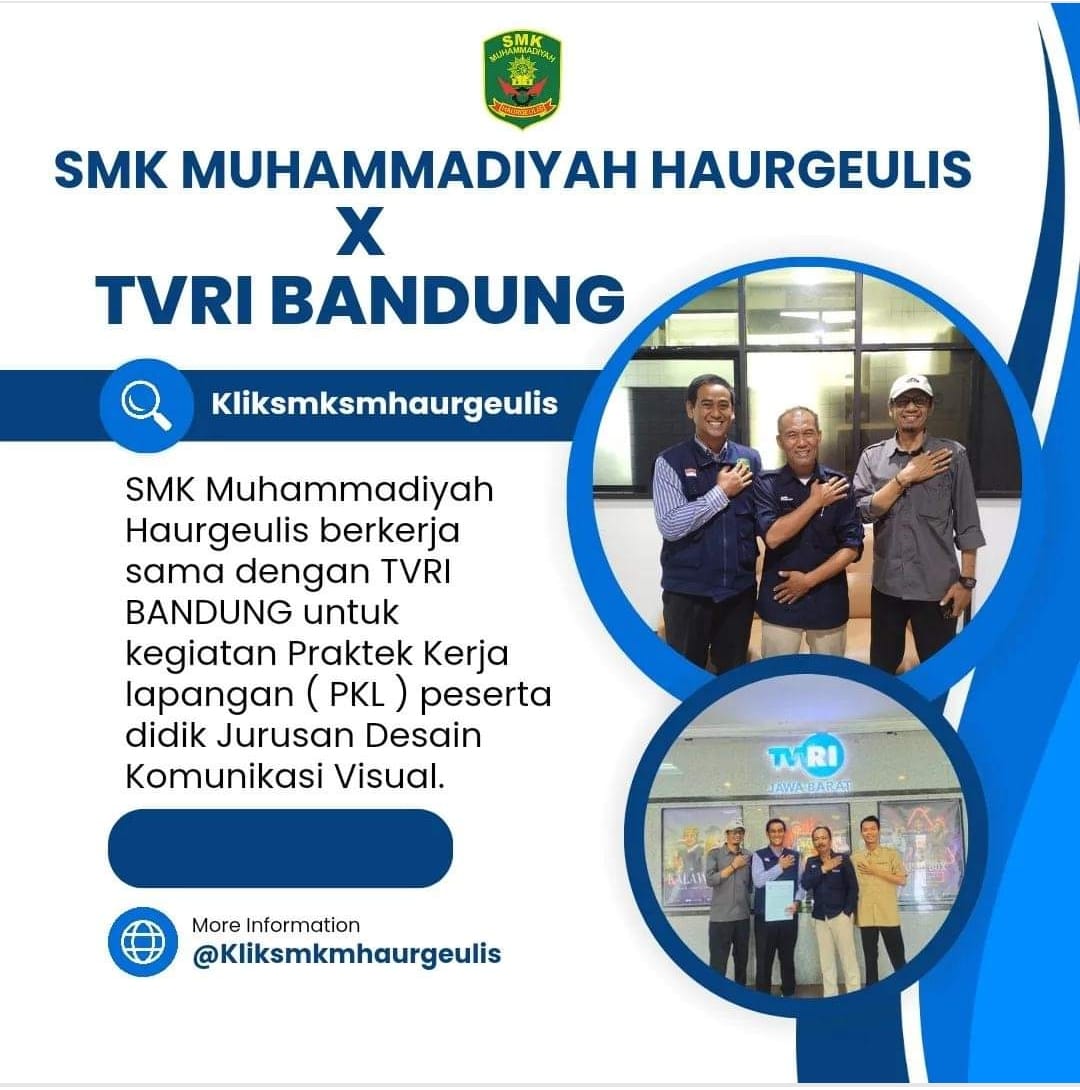 SMK
MUHAMMADIYAH
HAURGEULIS
SMK MUHAMMADIYAH HAURGEULIS
X
TVRI BANDUNG
Kliksmksmhaurgeulis
SMK Muhammadiyah
Haurgeulis berkerja
sama dengan TVRI
BANDUNG untuk
kegiatan Praktek Kerja
lapangan ( PKL ) peserta
didik Jurusan Desain
Komunikasi Visual.
TVRI
JAWA BARAT
More Information
@Kliksmkmhaurgeulis